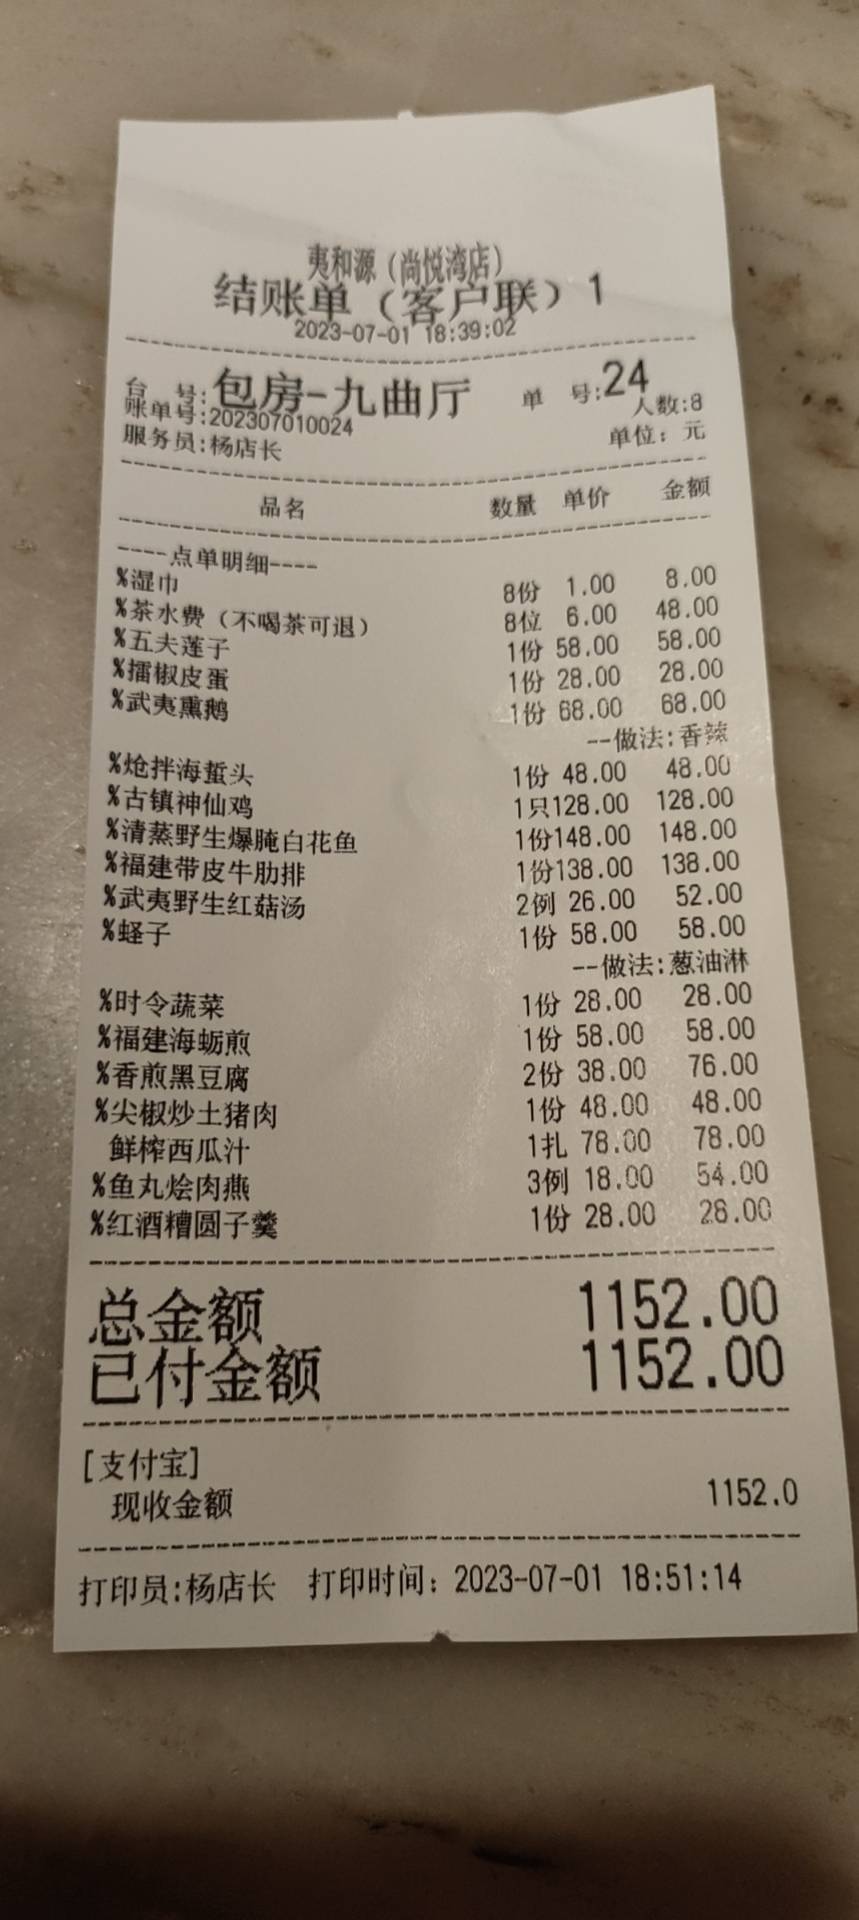 夷和源（尚悦湾店）
结账单（客户联）1
2023-07-01 18:39:02
台 号:包房-九曲厅 单 号:24
账单号:202307010024 人数:8
服务员:杨店长 单位：元
品名 数量 单价 金额
----点单明细----
%湿巾 8份 1.00 8.00
%茶水费（不喝茶可退） 8位 6.00 48.00
%五夫莲子 1份 58.00 58.00
%擂椒皮蛋 1份 28.00 28.00
%武夷熏鹅 1份 68.00 68.00
--做法:香辣
%炝拌海蜇头 1份 48.00 48.00
%古镇神仙鸡 1只128.00 128.00
%清蒸野生爆腌白花鱼 1份148.00 148.00
%福建带皮牛肋排 1份138.00 138.00
%武夷野生红菇汤 2例 26.00 52.00
%蛏子 1份 58.00 58.00
--做法:葱油淋
%时令蔬菜 1份 28.00 28.00
%福建海蛎煎 1份 58.00 58.00
%香煎黑豆腐 2份 38.00 76.00
%尖椒炒土猪肉 1份 48.00 48.00
鲜榨西瓜汁 1扎 78.00 78.00
%鱼丸烩肉燕 3例 18.00 54.00
%红酒糟圆子羹 1份 28.00 28.00
总金额 1152.00
已付金额 1152.00
[支付宝]
现收金额 1152.0
打印员:杨店长 打印时间：2023-07-01 18:51:14